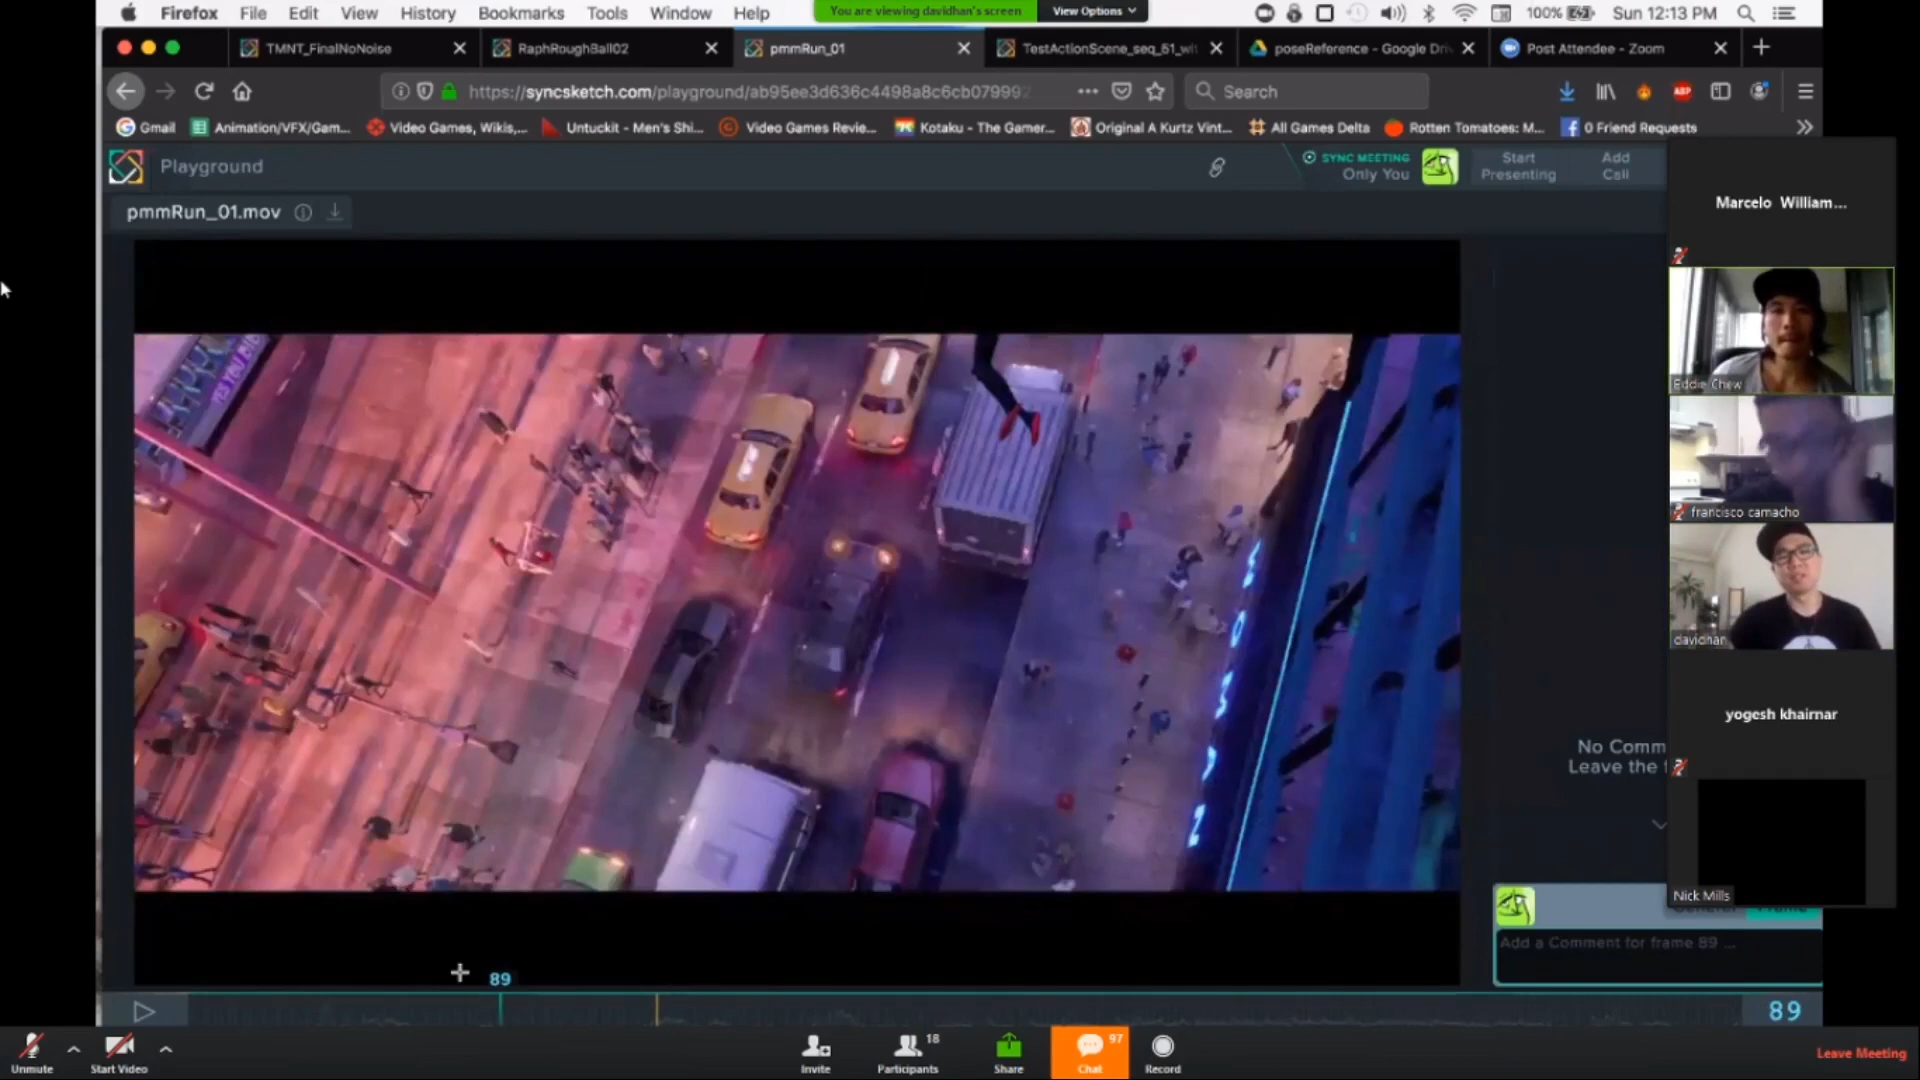 Firefox File Edit View History Bookmarks Tools Window Help
You are viewing davidhan's screen
View Options
100%
Sun 12:13 PM
TMNT_FinalNoNoise
RaphRoughBall02
pmmRun_01
TestActionScene_seq_51_wit
poseReference - Google Dri
Post Attendee - Zoom
https://syncsketch.com/playground/ab95ee3d636c4498a8c6cb079992
Search
ABP
Gmail
Animation/VFX/Gam...
Video Games, Wikis,...
Untuckit - Men's Shi...
Video Games Revie...
Kotaku - The Gamer...
Original A Kurtz Vint...
All Games Delta
Rotten Tomatoes: M...
0 Friend Requests
Playground
SYNC MEETING
Only You
Start
Presenting
Add
Call
pmmRun_01.mov
Marcelo William...
Eddie Chew
francisco camacho
davidhan
yogesh khairnar
No Comm
Leave the f
Nick Mills
Add a Comment for frame 89 ...
89
89
Unmute
Start Video
Invite
Participants
18
Share
Chat
97
Record
Leave Meeting